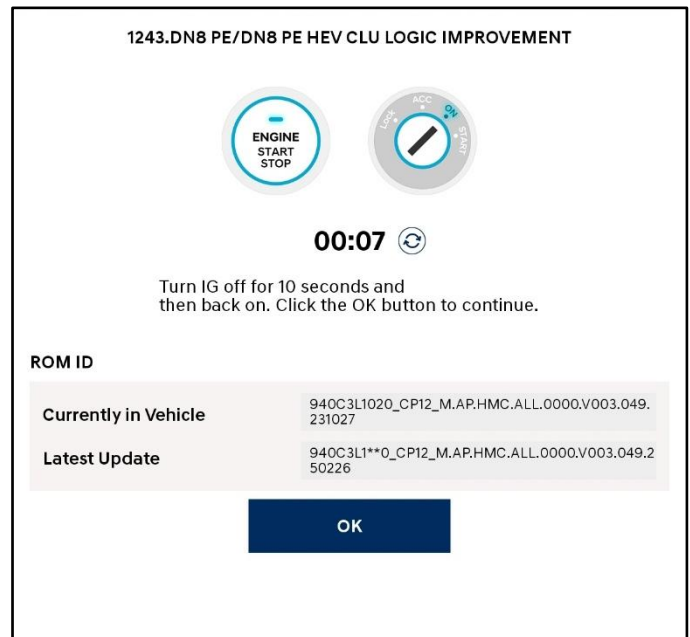 1243.DN8 PE/DN8 PE HEV CLU LOGIC IMPROVEMENT
ENGINE
START
STOP
Lock
ACC
ON
START
00:07
Turn IG off for 10 seconds and
then back on. Click the OK button to continue.
ROM ID
Currently in Vehicle
940C3L1020_CP12_M.AP.HMC.ALL.0000.V003.049.
231027
Latest Update
940C3L1**0_CP12_M.AP.HMC.ALL.0000.V003.049.2
50226
OK